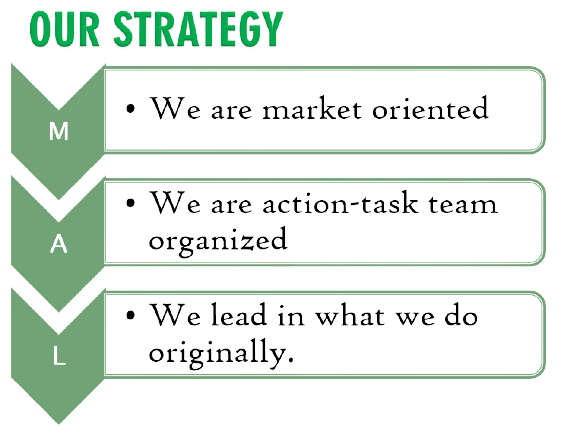 OUR STRATEGY
M
• We are market oriented
A
• We are action-task team
organized
L
• We lead in what we do
originally.